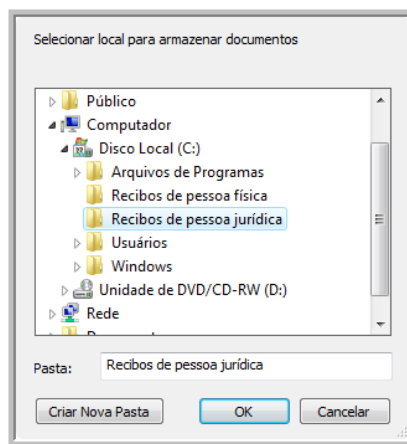 Selecionar local para armazenar documentos
Público
Computador
Disco Local (C:)
Arquivos de Programas
Recibos de pessoa física
Recibos de pessoa jurídica
Usuários
Windows
Unidade de DVD/CD-RW (D:)
Rede
Pasta: Recibos de pessoa jurídica
Criar Nova Pasta OK Cancelar